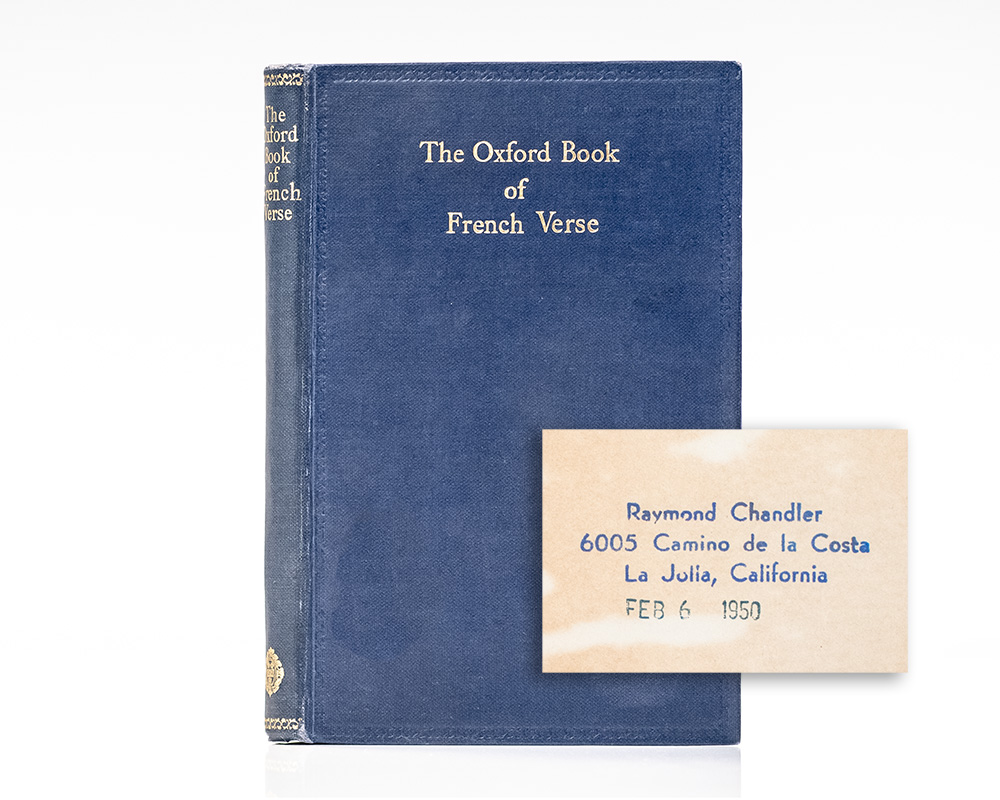 The
Oxford
Book
of
French
Verse
The Oxford Book
of
French Verse
Raymond Chandler
6005 Camino de la Costa
La Jolla, California
FEB 6 1950